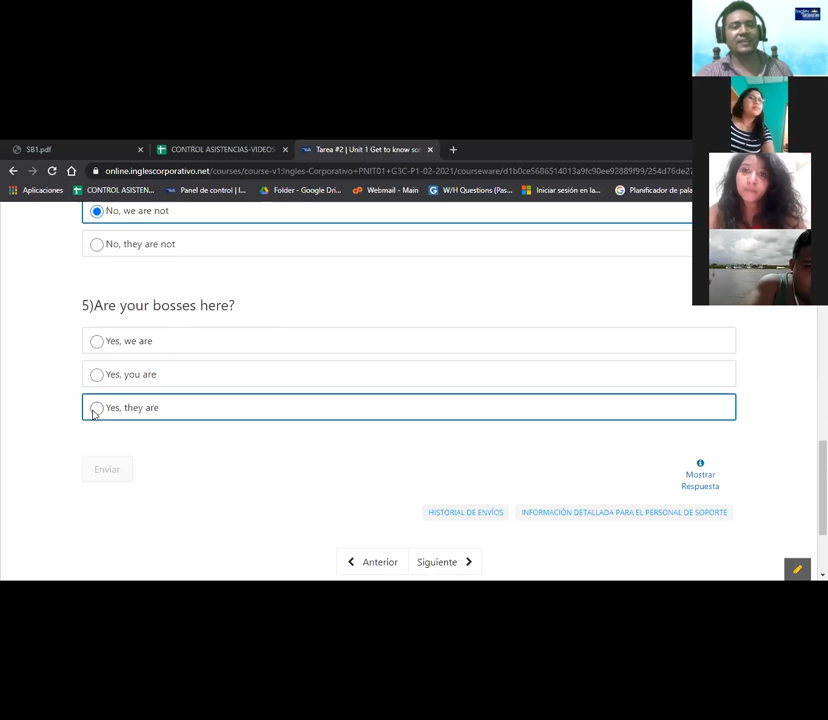 SB1.pdf
CONTROL ASISTENCIAS-VIDEOS
Tarea #2 | Unit 1 Get to know so
online.inglescorporativo.net/courses/course-v1:Ingles-Corporativo+PNIT01+G3C-P1-02-2021/courseware/d1b0ce5686514013a9fc90ee92889f99/254d76de27
Aplicaciones
CONTROL ASISTEN...
Panel de control | I...
Folder - Google Dri...
Webmail - Main
W/H Questions (Pas...
Iniciar sesión en la...
Planificador de pala
No, we are not
No, they are not
5)Are your bosses here?
Yes, we are
Yes, you are
Yes, they are
Enviar
Mostrar
Respuesta
HISTORIAL DE ENVÍOS
INFORMACIÓN DETALLADA PARA EL PERSONAL DE SOPORTE
Anterior
Siguiente